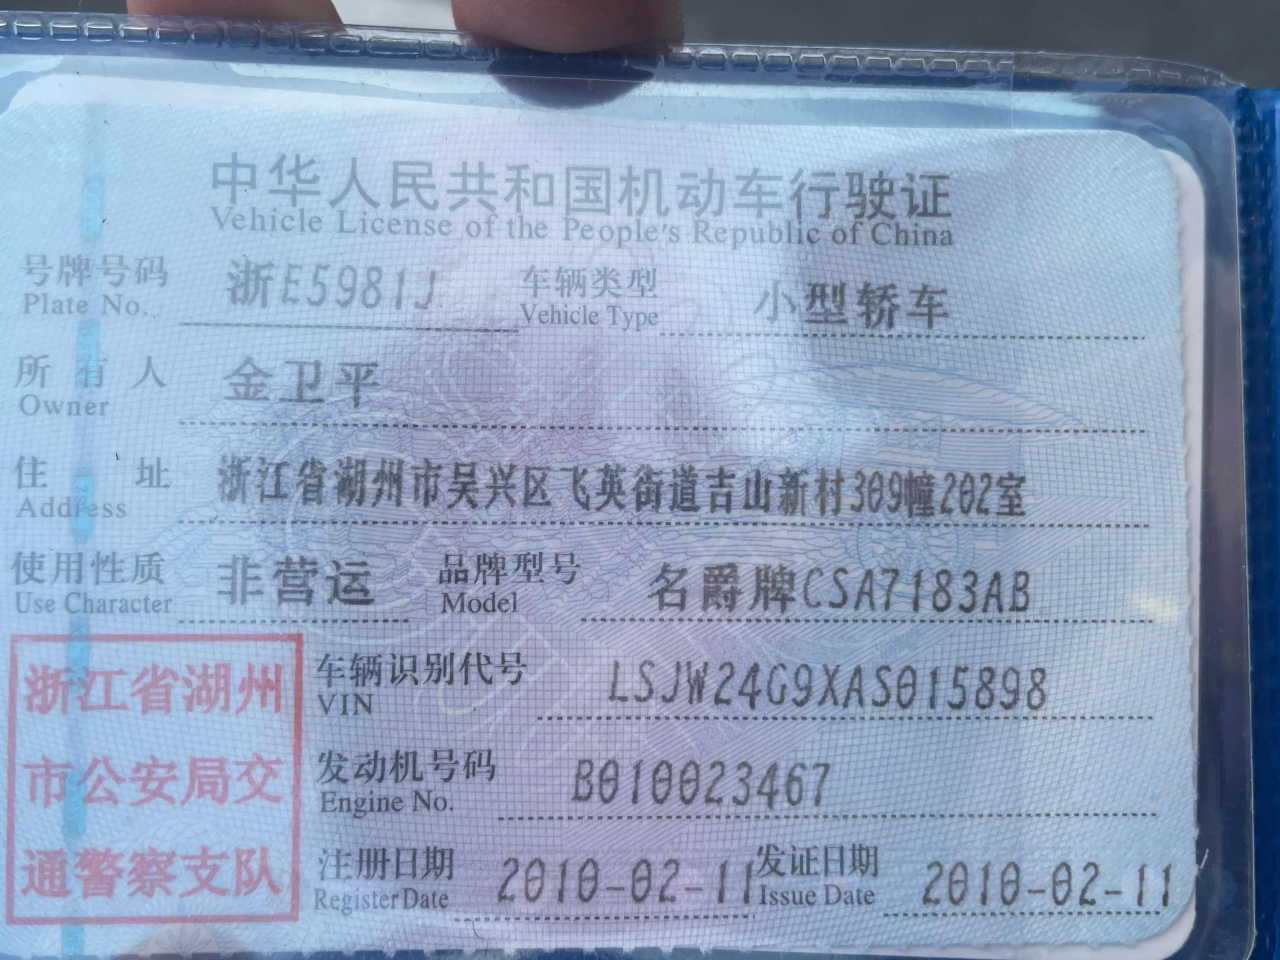 中华人民共和国机动车行驶证
Vehicle License of the People's Republic of China
号牌号码 浙E5981J 车辆类型 小型轿车
Plate No. Vehicle Type
所有人 金卫平
Owner
住址 浙江省湖州市吴兴区飞英街道吉山新村309幢202室
Address
使用性质 非营运 品牌型号 名爵牌CSA7183AB
Use Character Model
浙江省湖州
市公安局交
通警察支队
车辆识别代号 LSJW24G9XAS015898
VIN
发动机号码 B010023467
Engine No.
注册日期 2010-02-11 发证日期 2010-02-11
Register Date Issue Date